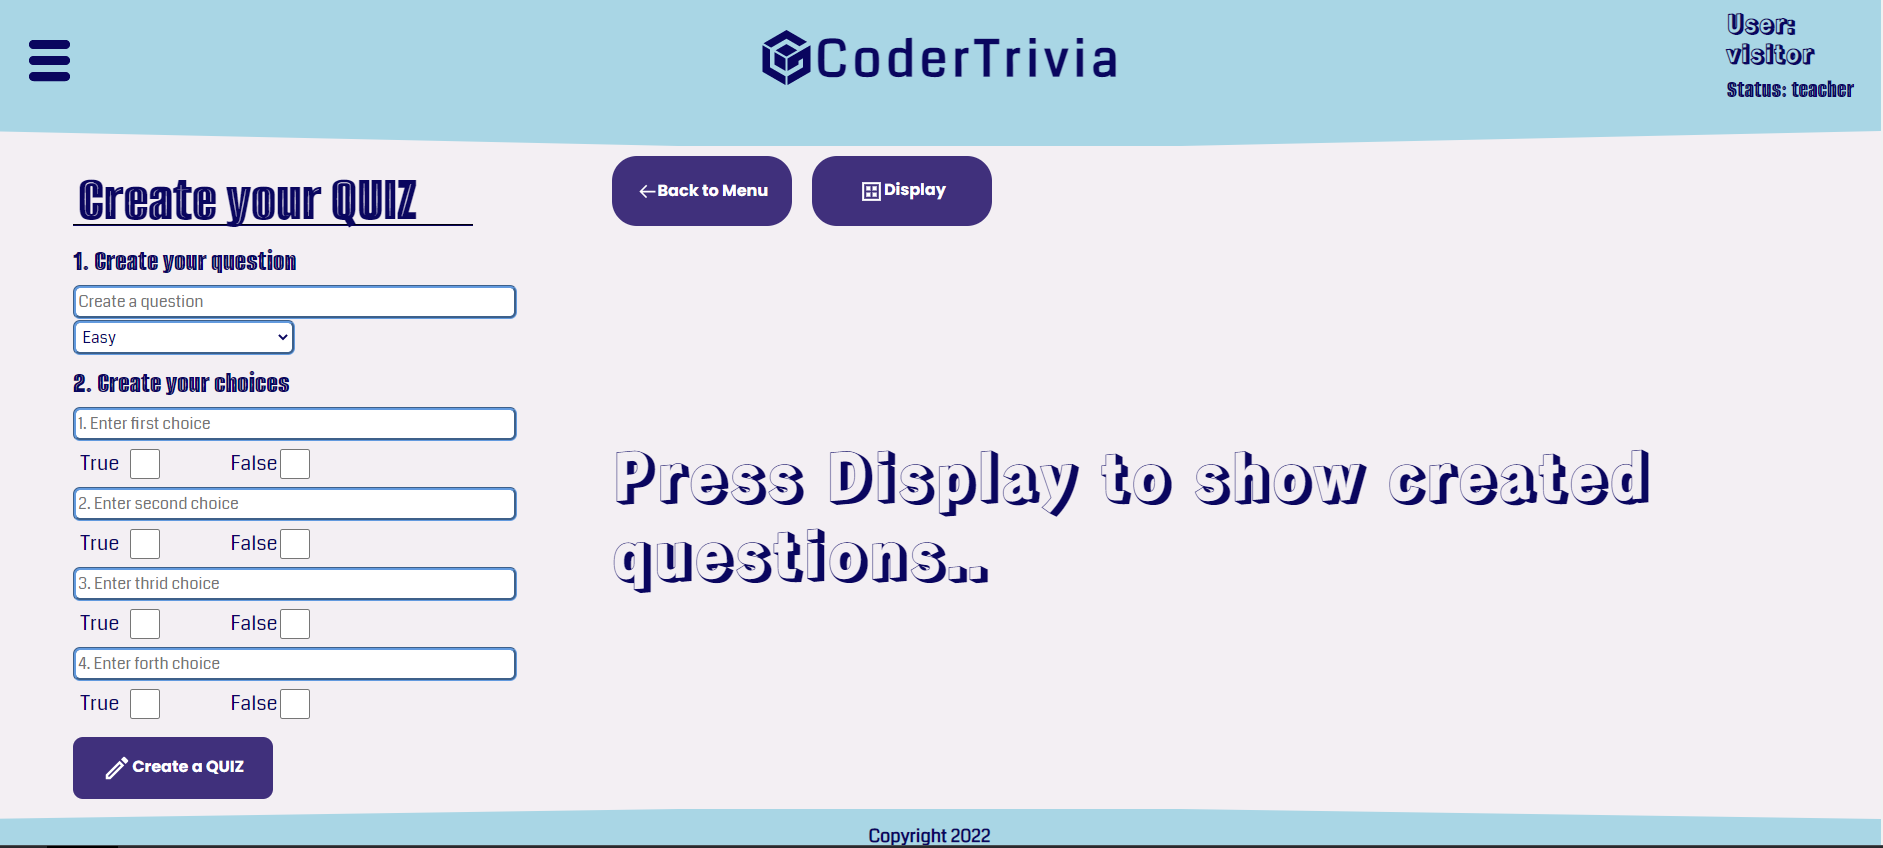 CoderTrivia
User:
visitor
Status: teacher
Create your QUIZ
1. Create your question
Create a question
Easy
2. Create your choices
1. Enter first choice
True False
2. Enter second choice
True False
3. Enter thrid choice
True False
4. Enter forth choice
True False
Create a QUIZ
Back to Menu
Display
Press Display to show created
questions..
Copyright 2022